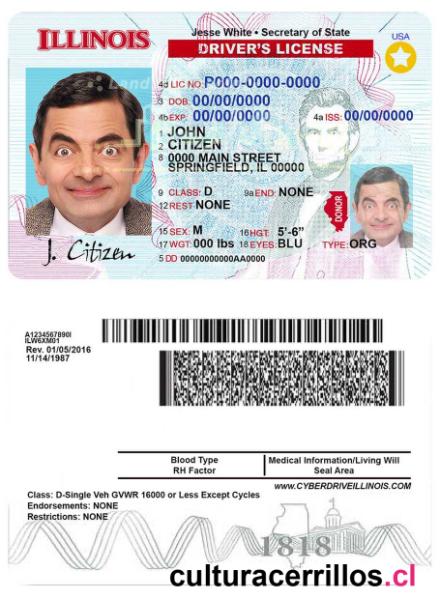 Jesse White • Secretary of State
ILLINOIS
USA
DRIVER'S LICENSE
4d LIC NO: P000-0000-0000
3 DOB: 00/00/0000
4b EXP: 00/00/0000 4a ISS: 00/00/0000
1 JOHN
2 CITIZEN
8 0000 MAIN STREET
SPRINGFIELD, IL 00000
9 CLASS: D 9a END: NONE
12 REST NONE
DONOR
15 SEX: M 16 HGT: 5'-6"
17 WGT: 000 lbs 18 EYES: BLU TYPE: ORG
5 DD 00000000000AA0000
J. Citizen
A1234567890I
ILW6XM01
Rev. 01/05/2016
11/14/1987
Blood Type
RH Factor
Medical Information/Living Will
Seal Area
www.CYBERDRIVEILLINOIS.COM
Class: D-Single Veh GVWR 16000 or Less Except Cycles
Endorsements: NONE
Restrictions: NONE
1818
culturacerrillos.cl